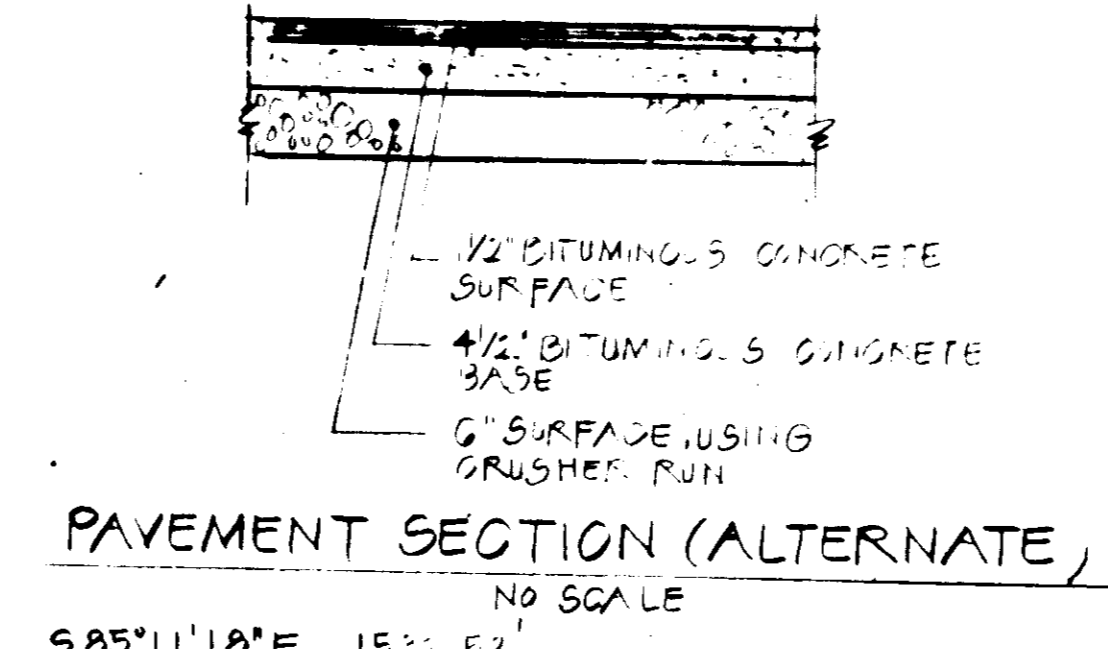 1/2" BITUMINOUS CONCRETE
SURFACE
4 1/2" BITUMINOUS CONCRETE
BASE
6" SURFACE, USING
CRUSHER RUN
PAVEMENT SECTION (ALTERNATE)
NO SCALE
S 85° 11' 18" E